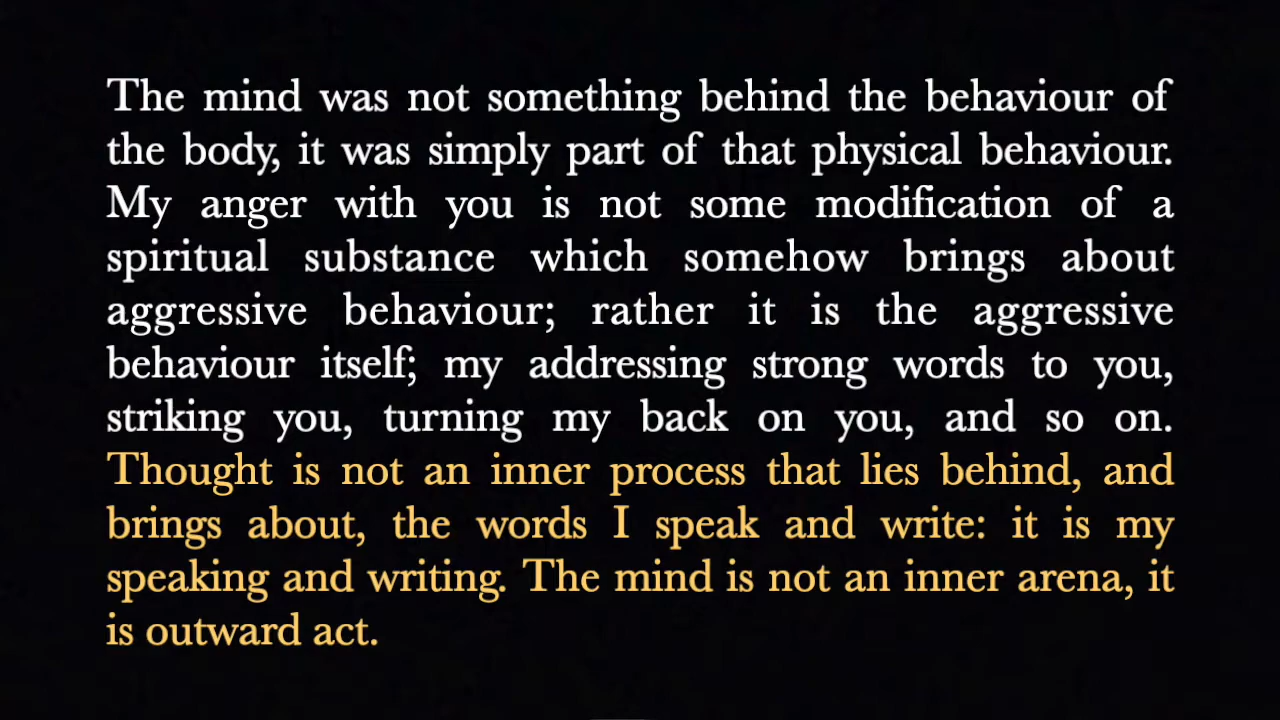 The mind was not something behind the behaviour of
the body, it was simply part of that physical behaviour.
My anger with you is not some modification of a
spiritual substance which somehow brings about
aggressive behaviour; rather it is the aggressive
behaviour itself; my addressing strong words to you,
striking you, turning my back on you, and so on.
Thought is not an inner process that lies behind, and
brings about, the words I speak and write: it is my
speaking and writing. The mind is not an inner arena, it
is outward act.